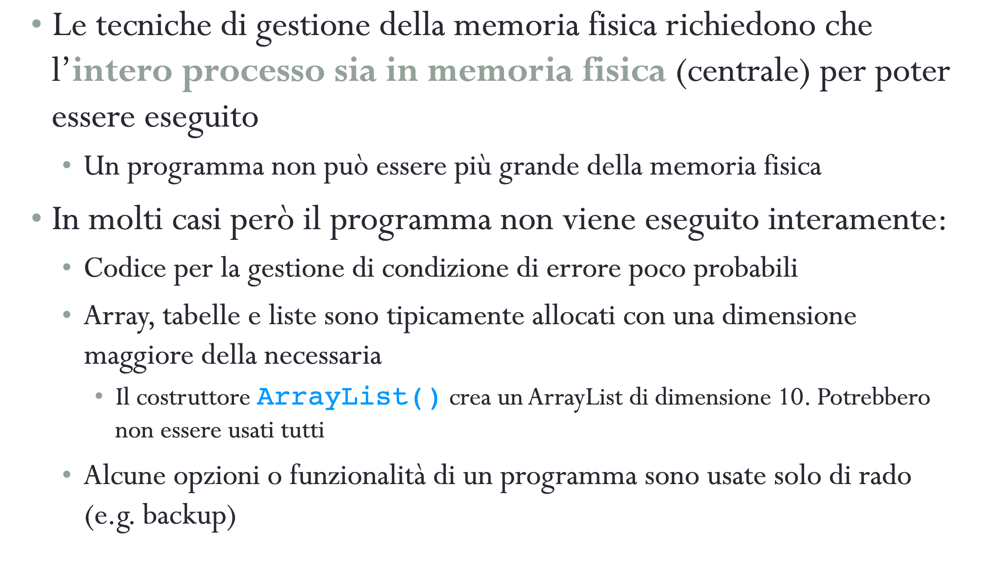 • Le tecniche di gestione della memoria fisica richiedono che
l’intero processo sia in memoria fisica (centrale) per poter
essere eseguito
• Un programma non può essere più grande della memoria fisica
• In molti casi però il programma non viene eseguito interamente:
• Codice per la gestione di condizione di errore poco probabili
• Array, tabelle e liste sono tipicamente allocati con una dimensione
maggiore della necessaria
• Il costruttore ArrayList() crea un ArrayList di dimensione 10. Potrebbero
non essere usati tutti
• Alcune opzioni o funzionalità di un programma sono usate solo di rado
(e.g. backup)